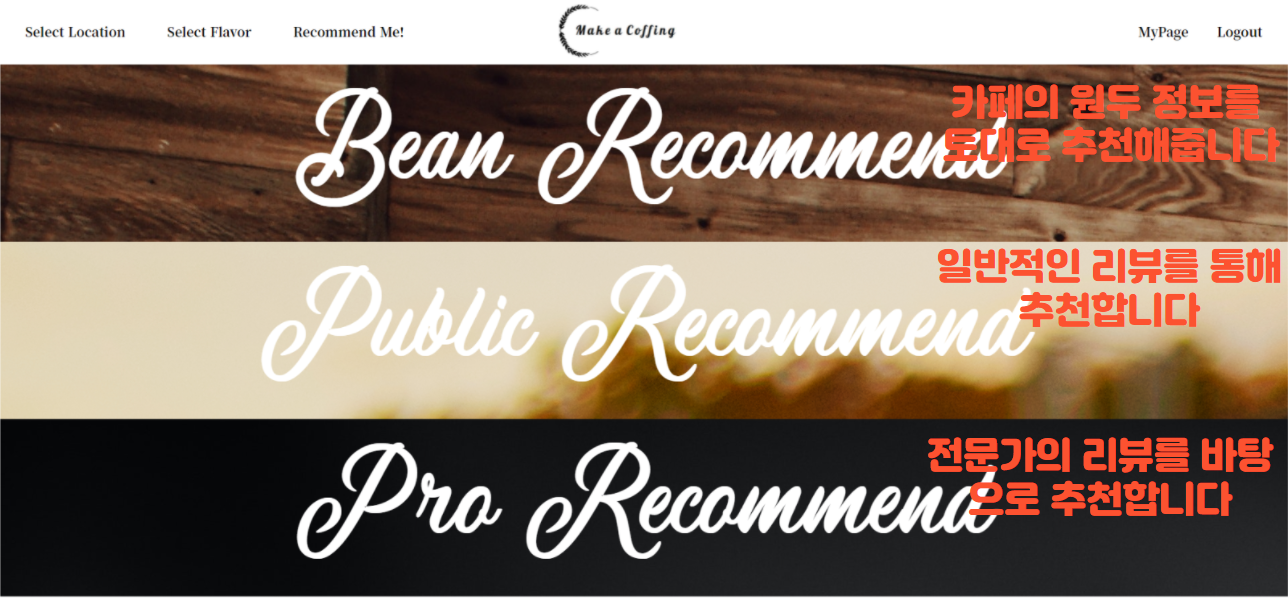 Select Location
Select Flavor
Recommend Me!
Make a Coffing
MyPage
Logout
Bean Recommend
카페의 원두 정보를
토대로 추천해줍니다
Public Recommend
일반적인 리뷰를 통해
추천합니다
Pro Recommend
전문가의 리뷰를 바탕
으로 추천합니다